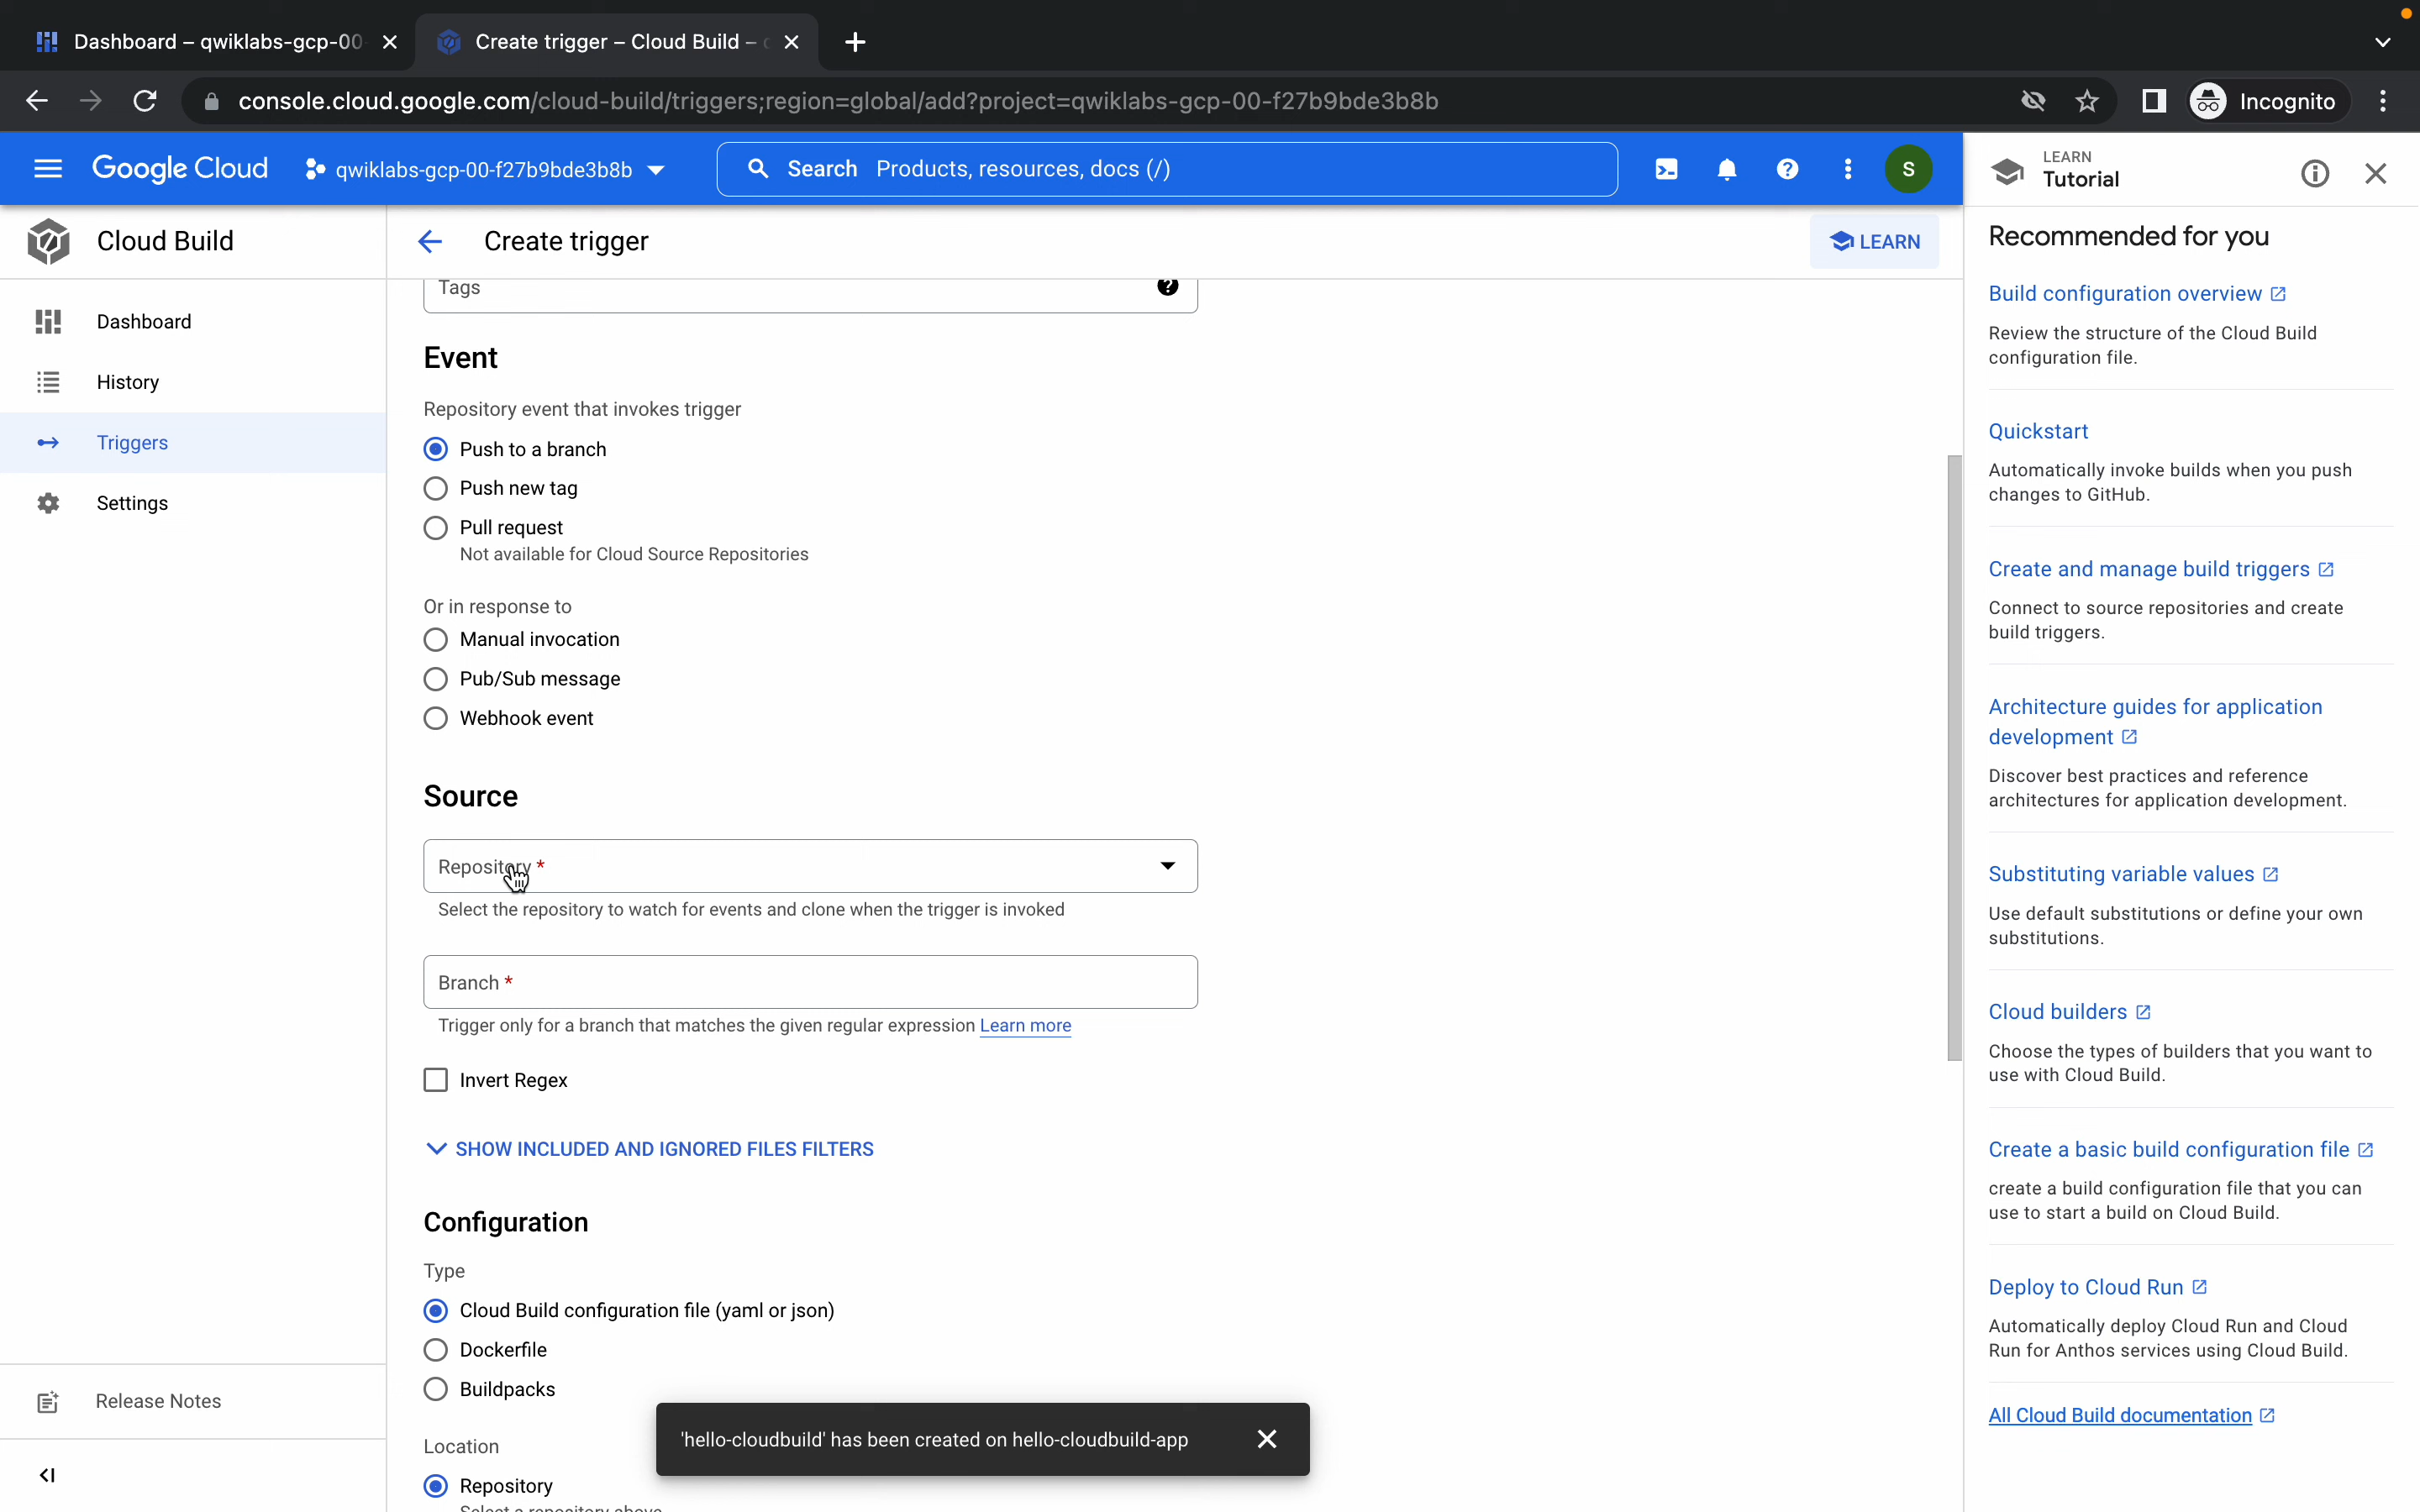 Dashboard – qwiklabs-gcp-00
Create trigger – Cloud Build –
console.cloud.google.com/cloud-build/triggers;region=global/add?project=qwiklabs-gcp-00-f27b9bde3b8b
Incognito
Google Cloud
qwiklabs-gcp-00-f27b9bde3b8b
Search Products, resources, docs (/)
S
LEARN
Tutorial
Cloud Build
Create trigger
LEARN
Dashboard
History
Triggers
Settings
Release Notes
Tags
Event
Repository event that invokes trigger
Push to a branch
Push new tag
Pull request
Not available for Cloud Source Repositories
Or in response to
Manual invocation
Pub/Sub message
Webhook event
Source
Repository *
Select the repository to watch for events and clone when the trigger is invoked
Branch *
Trigger only for a branch that matches the given regular expression Learn more
Invert Regex
SHOW INCLUDED AND IGNORED FILES FILTERS
Configuration
Type
Cloud Build configuration file (yaml or json)
Dockerfile
Buildpacks
Location
Repository
Select a repository above
'hello-cloudbuild' has been created on hello-cloudbuild-app
Recommended for you
Build configuration overview
Review the structure of the Cloud Build
configuration file.
Quickstart
Automatically invoke builds when you push
changes to GitHub.
Create and manage build triggers
Connect to source repositories and create
build triggers.
Architecture guides for application
development
Discover best practices and reference
architectures for application development.
Substituting variable values
Use default substitutions or define your own
substitutions.
Cloud builders
Choose the types of builders that you want to
use with Cloud Build.
Create a basic build configuration file
create a build configuration file that you can
use to start a build on Cloud Build.
Deploy to Cloud Run
Automatically deploy Cloud Run and Cloud
Run for Anthos services using Cloud Build.
All Cloud Build documentation